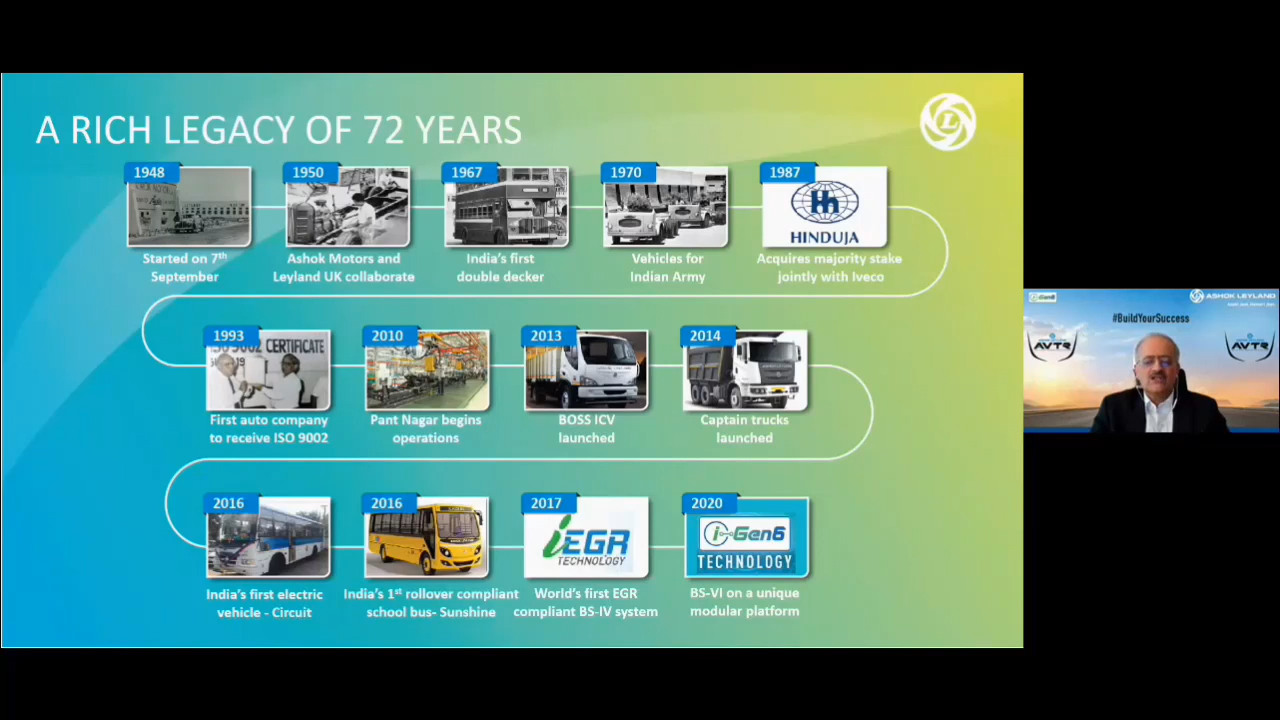 A RICH LEGACY OF 72 YEARS
L
1948
1950
1967
1970
1987
HINDUJA
Started on 7th
September
Ashok Motors and
Leyland UK collaborate
India's first
double decker
Vehicles for
Indian Army
Acquires majority stake
jointly with Iveco
1993
CERTIFICATE
2010
2013
2014
First auto company
to receive ISO 9002
Pant Nagar begins
operations
BOSS ICV
launched
Captain trucks
launched
2016
2016
2017
iEGR
TECHNOLOGY
2020
i-Gen6
TECHNOLOGY
India's first electric
vehicle - Circuit
India's 1st rollover compliant
school bus- Sunshine
World's first EGR
compliant BS-IV system
BS-VI on a unique
modular platform
i-Gen6
ASHOK LEYLAND
#BuildYourSuccess
AVTR
AVTR